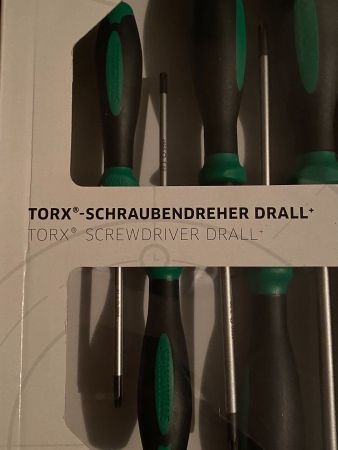 TORX®-SCHRAUBENDREHER DRALL+
TORX® SCREWDRIVER DRALL+